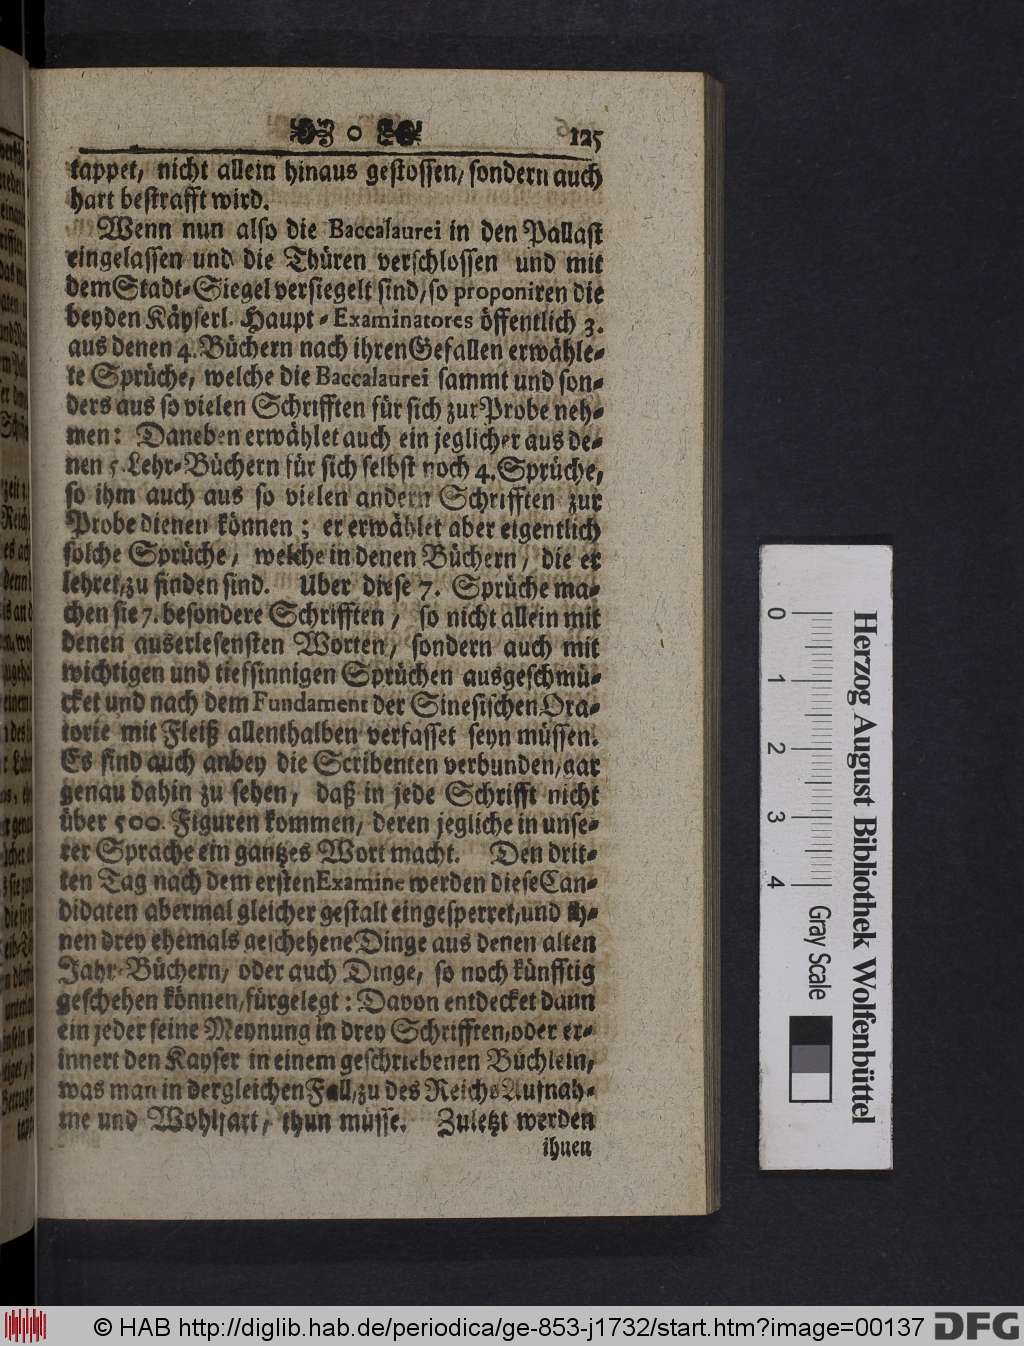 125
tappet, nicht allein hinaus gestossen, sondern auch
hart bestrafft wird.
Wenn nun also die Baccalaurei in den Pallast
eingelassen und die Thüren verschlossen und mit
dem Stadt-Siegel versiegelt sind, so proponiren die
beyden Käyserl. Haupt-Examinatores öffentlich 3.
aus denen 4. Büchern nach ihren Gefallen erwähle-
te Sprüche, welche die Baccalaurei sammt und son-
ders aus so vielen Schrifften für sich zur Probe neh-
men: Daneben erwählet auch ein jeglicher aus de-
nen 5. Lehr-Büchern für sich selbst noch 4. Sprüche,
so ihm auch aus so vielen andern Schrifften zur
Probe dienen können; er erwählet aber eigentlich
solche Sprüche, welche in denen Büchern, die er
lehret, zu finden sind. Uber diese 7. Sprüche ma-
chen sie 7. besondere Schrifften, so nicht allein mit
denen auserlesensten Worten, sondern auch mit
wichtigen und tiefsinnigen Sprüchen ausgeschmü-
cket und nach dem Fundament der Sinesischen Ora-
torie mit Fleiß allenthalben verfasset seyn müssen.
Es sind auch anbey die Scribenten verbunden, gar
genau dahin zu sehen, daß in jede Schrifft nicht
über 500. Figuren kommen, deren jegliche in unse-
rer Sprache ein gantzes Wort macht. Den drit-
ten Tag nach dem ersten Examine werden diese Can-
didaten abermal gleicher gestalt eingesperret, und ih-
nen drey ehemals geschehene Dinge aus denen alten
Jahr-Büchern, oder auch Dinge, so noch künfftig
geschehen können, fürgelegt: Davon entdecket dann
ein jeder seine Meynung in drey Schrifften, oder er-
innert den Kayser in einem geschriebenen Büchlein,
was man in dergleichen Fall, zu des Reichs Aufnah-
me und Wohlfart, thun müsse. Zuletzt werden
ihnen
0 1 2 3 4
Gray Scale
Herzog August Bibliothek Wolfenbüttel
© HAB http://diglib.hab.de/periodica/ge-853-j1732/start.htm?image=00137
DFG